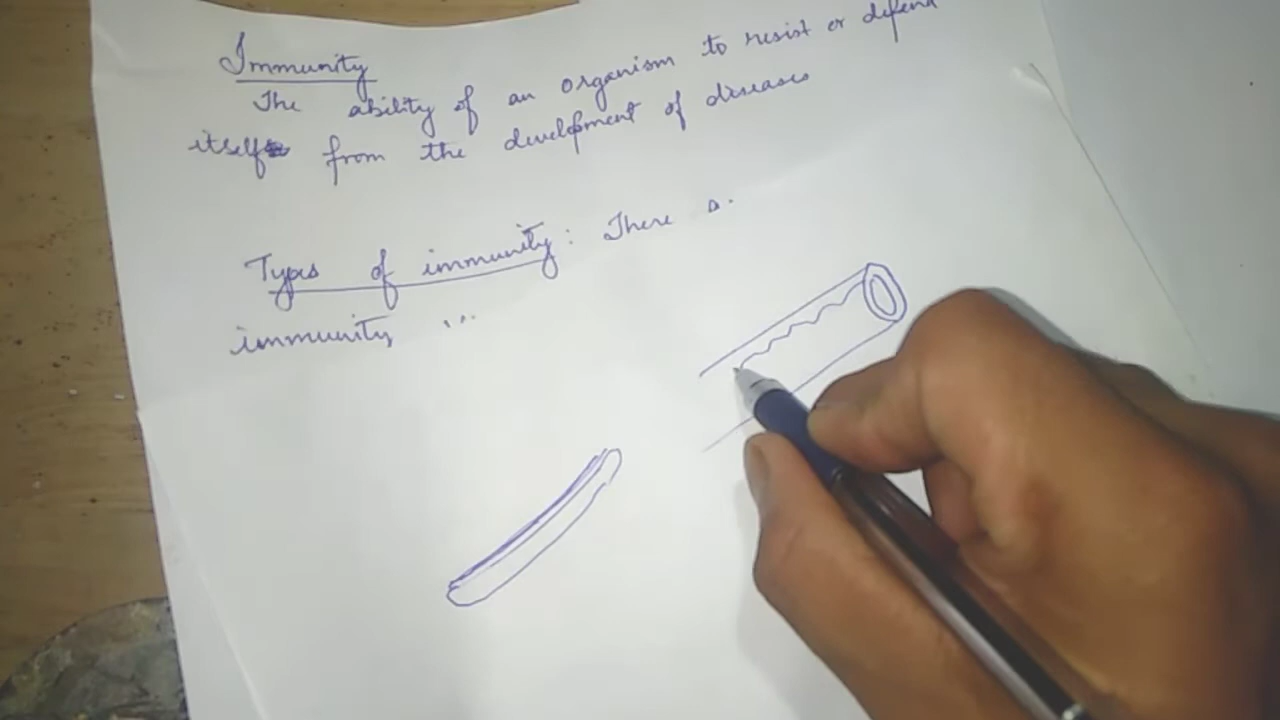 Immunity
The ability of an organism to resist or defend
itself from the development of diseases
Types of immunity : There
immunity ...